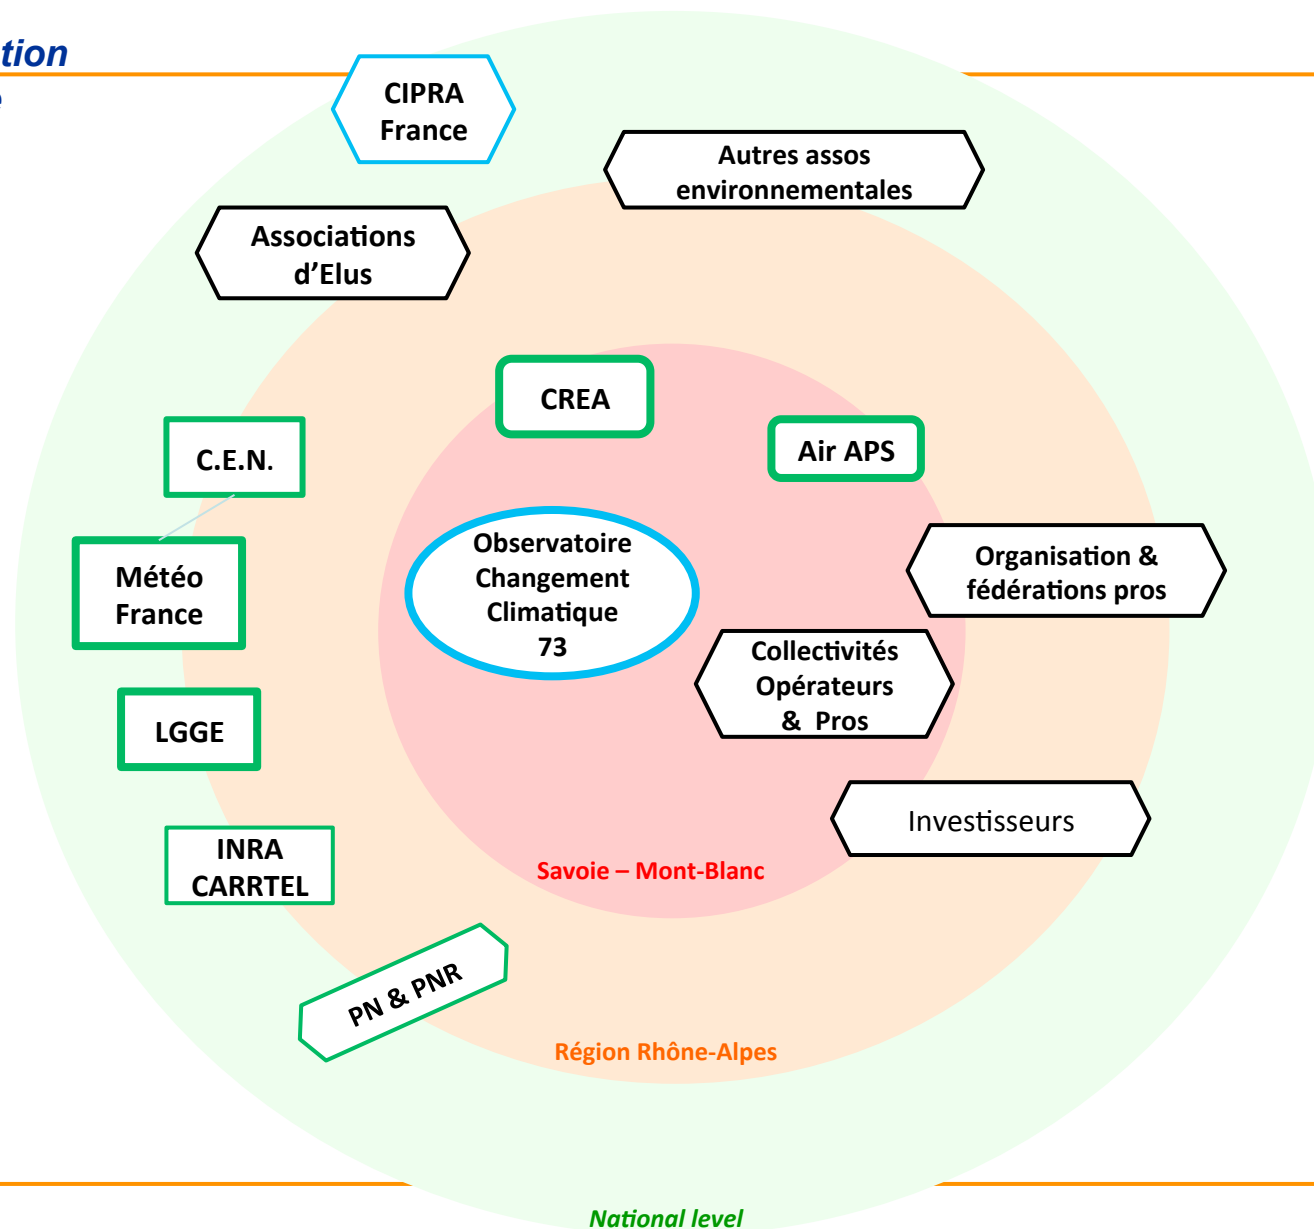 tion
e
CIPRA
France
Autres assos
environnementales
Associations
d’Elus
CREA
Air APS
C.E.N.
Observatoire
Changement
Climatique
73
Météo
France
Organisation &
fédérations pros
Collectivités
Opérateurs
& Pros
LGGE
Investisseurs
INRA
CARRTEL
Savoie – Mont-Blanc
PN & PNR
Région Rhône-Alpes
National level